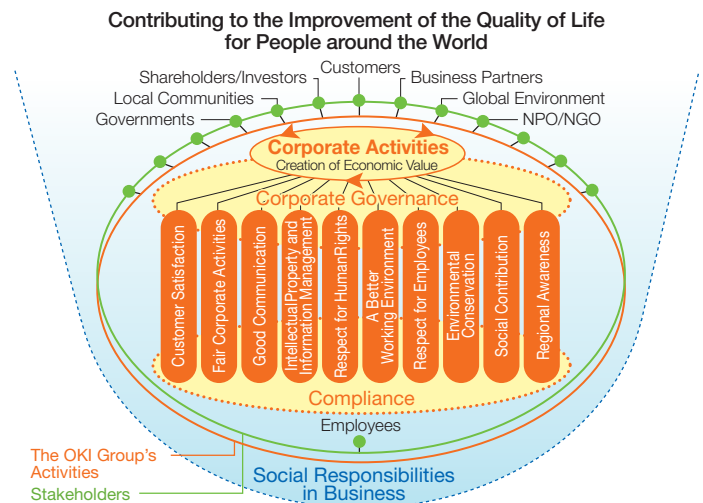 Contributing to the Improvement of the Quality of Life
for People around the World
Customers
Shareholders/Investors
Business Partners
Local Communities
Global Environment
Governments
NPO/NGO
Corporate Activities
Creation of Economic Value
Corporate Governance
Customer Satisfaction
Fair Corporate Activities
Good Communication
IntellectualProperty and
Information Management
Respect for HumanRights
A Better
Working Environment
Respect for Employees
Environmental
Conservation
Social Contribution
Regional Awareness
Compliance
Employees
The OKI Group's
Activities
Stakeholders
Social Responsibilities
in Business